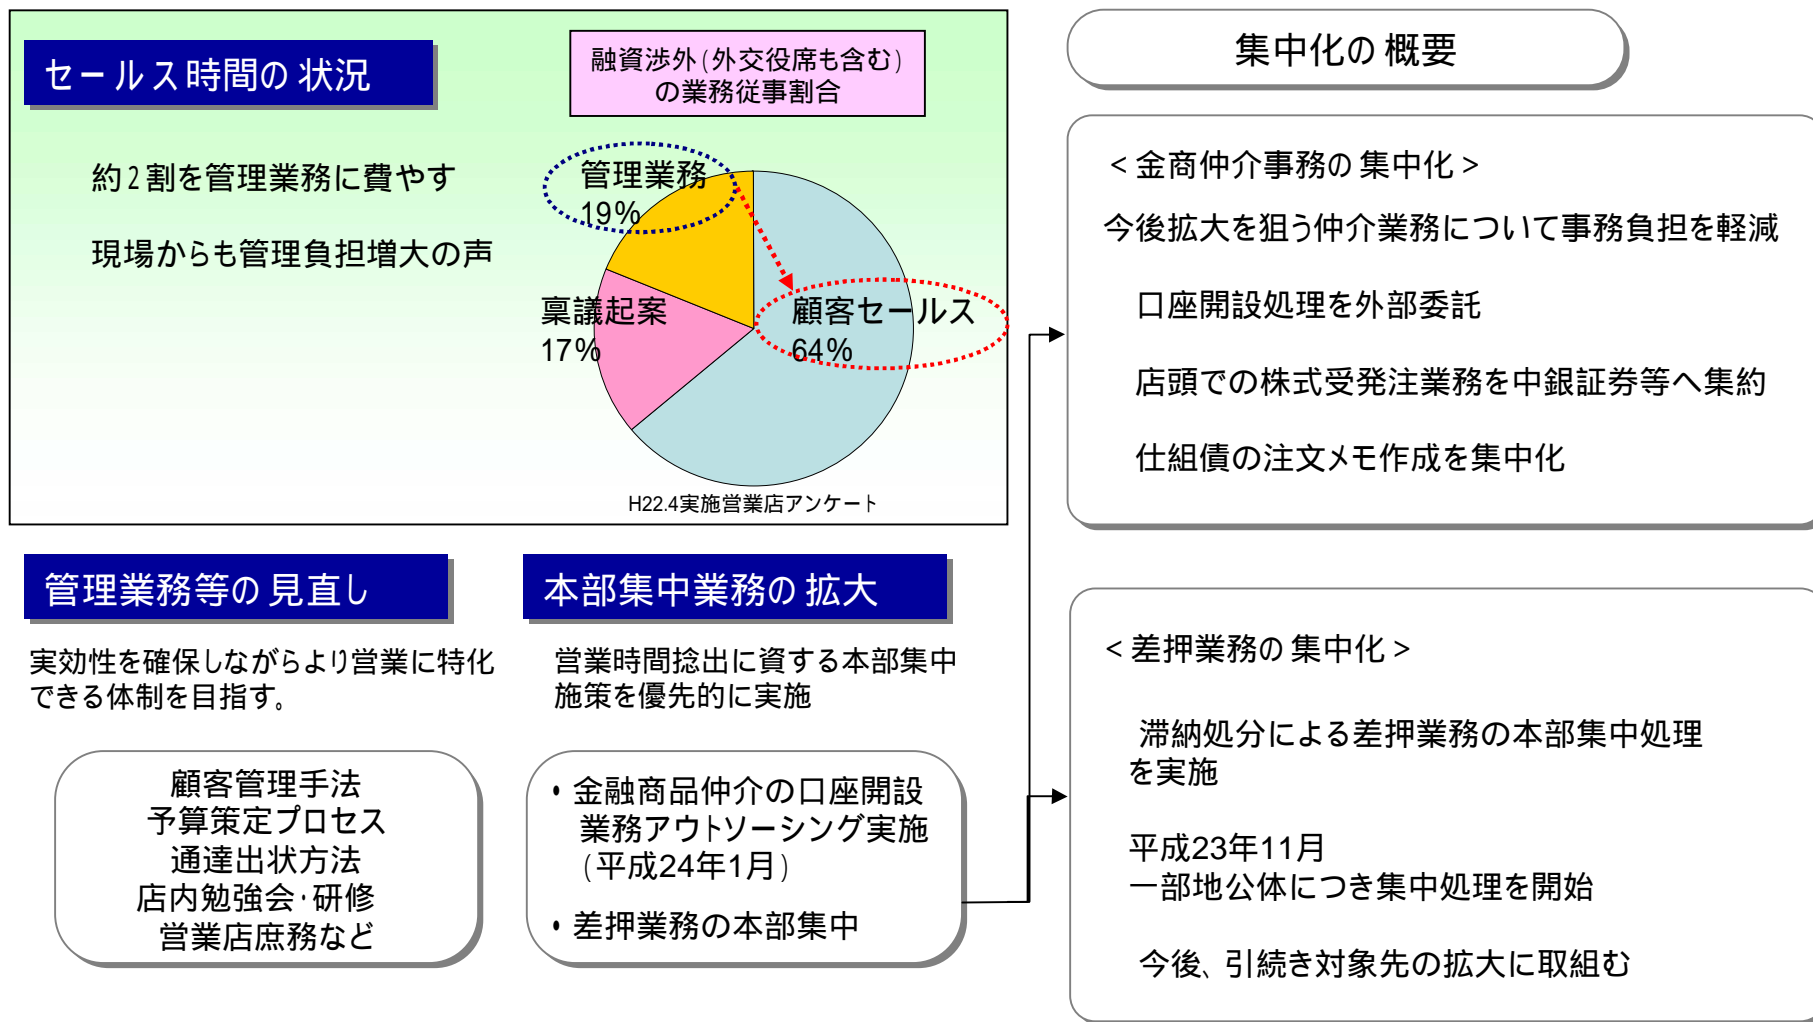 セールス時間の状況
融資渉外(外交役席も含む)
の業務従事割合
約2割を管理業務に費やす
現場からも管理負担増大の声
管理業務
19%
稟議起案
17%
顧客セールス
64%
H22.4実施営業店アンケート
管理業務等の見直し
実効性を確保しながらより営業に特化
できる体制を目指す。
顧客管理手法
予算策定プロセス
通達出状方法
店内勉強会・研修
営業店庶務など
本部集中業務の拡大
営業時間捻出に資する本部集中
施策を優先的に実施
・金融商品仲介の口座開設
業務アウトソーシング実施
(平成24年1月)
・差押業務の本部集中
集中化の概要
<金商仲介事務の集中化>
今後拡大を狙う仲介業務について事務負担を軽減
口座開設処理を外部委託
店頭での株式受発注業務を中銀証券等へ集約
仕組債の注文メモ作成を集中化
<差押業務の集中化>
滞納処分による差押業務の本部集中処理
を実施
平成23年11月
一部地公体につき集中処理を開始
今後、引続き対象先の拡大に取組む